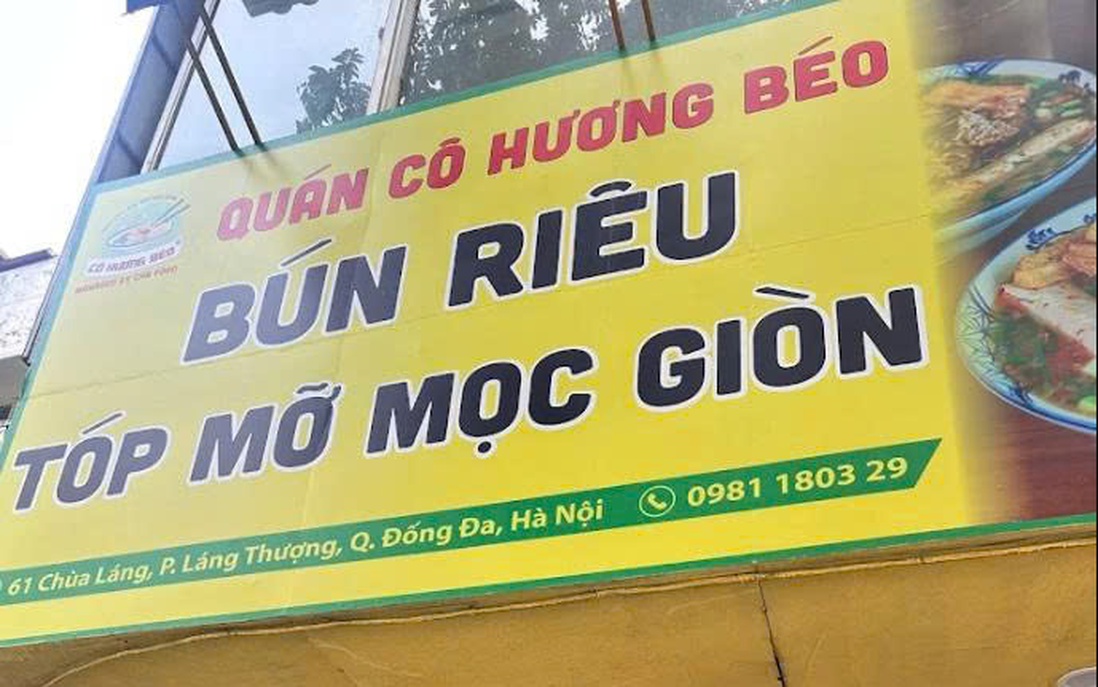 QUÁN CÔ HƯƠNG BÉO
CÔ HƯƠNG BÉO
BÚN RIÊU
TÓP MỠ MỌC GIÒN
61 Chùa Láng, P. Láng Thượng, Q. Đống Đa, Hà Nội 0981 1803 29